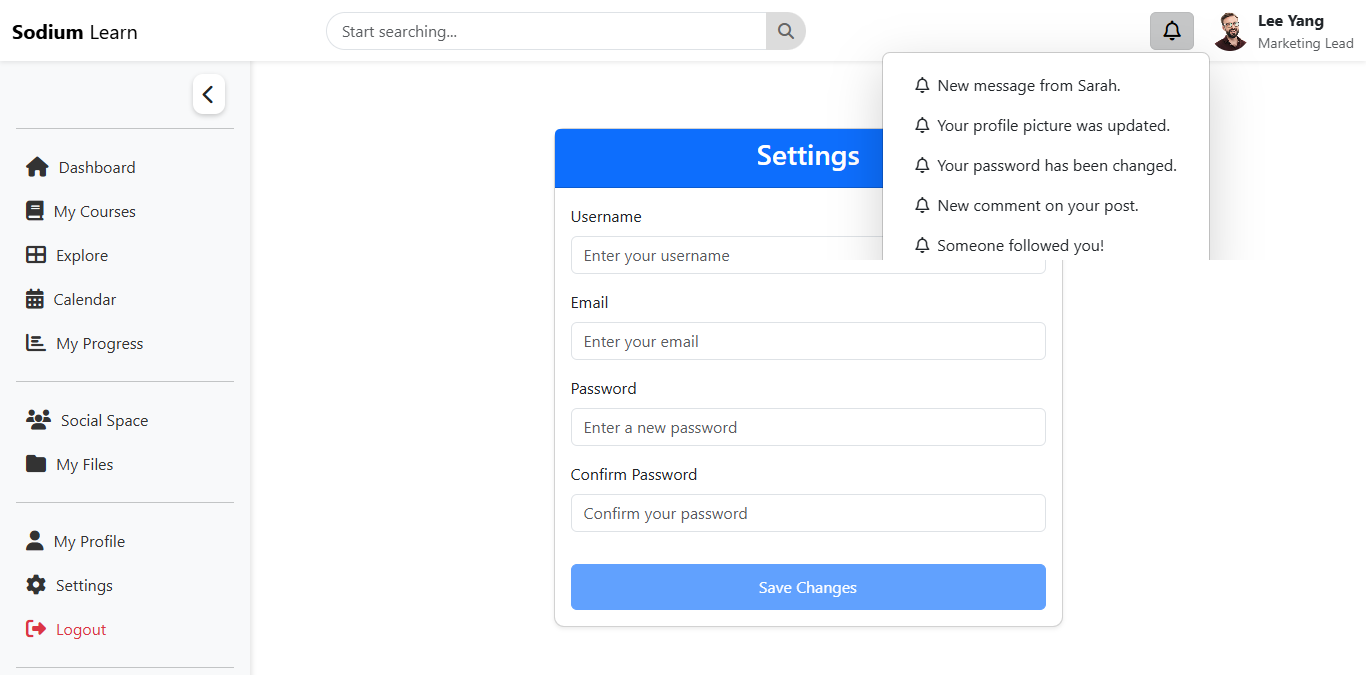 Sodium Learn
Start searching...
Lee Yang
Marketing Lead
New message from Sarah.
Your profile picture was updated.
Your password has been changed.
New comment on your post.
Someone followed you!
Dashboard
My Courses
Explore
Calendar
My Progress
Social Space
My Files
My Profile
Settings
Logout
Settings
Username
Enter your username
Email
Enter your email
Password
Enter a new password
Confirm Password
Confirm your password
Save Changes